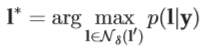 l* = arg max_{l∈𝒩_δ(l′)} p(l|y)